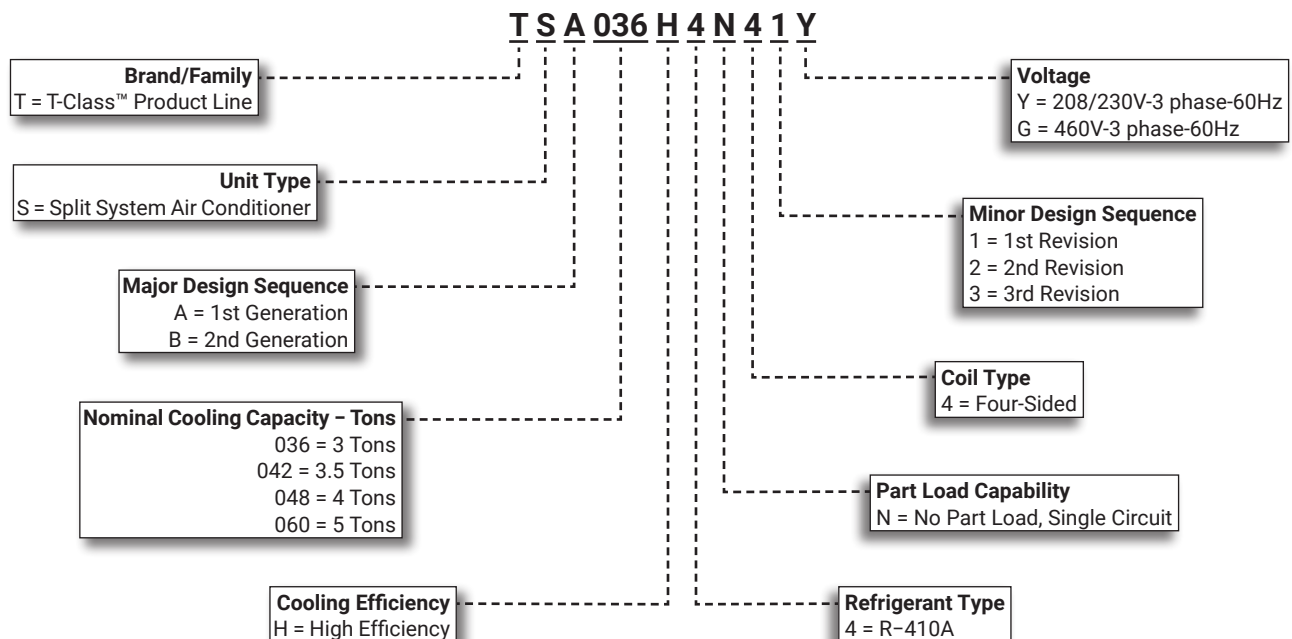 T S A 036 H 4 N 4 1 Y
Brand/Family
T = T-Class™ Product Line
Voltage
Y = 208/230V-3 phase-60Hz
G = 460V-3 phase-60Hz
Unit Type
S = Split System Air Conditioner
Minor Design Sequence
1 = 1st Revision
2 = 2nd Revision
3 = 3rd Revision
Major Design Sequence
A = 1st Generation
B = 2nd Generation
Coil Type
4 = Four-Sided
Nominal Cooling Capacity – Tons
036 = 3 Tons
042 = 3.5 Tons
048 = 4 Tons
060 = 5 Tons
Part Load Capability
N = No Part Load, Single Circuit
Cooling Efficiency
H = High Efficiency
Refrigerant Type
4 = R–410A